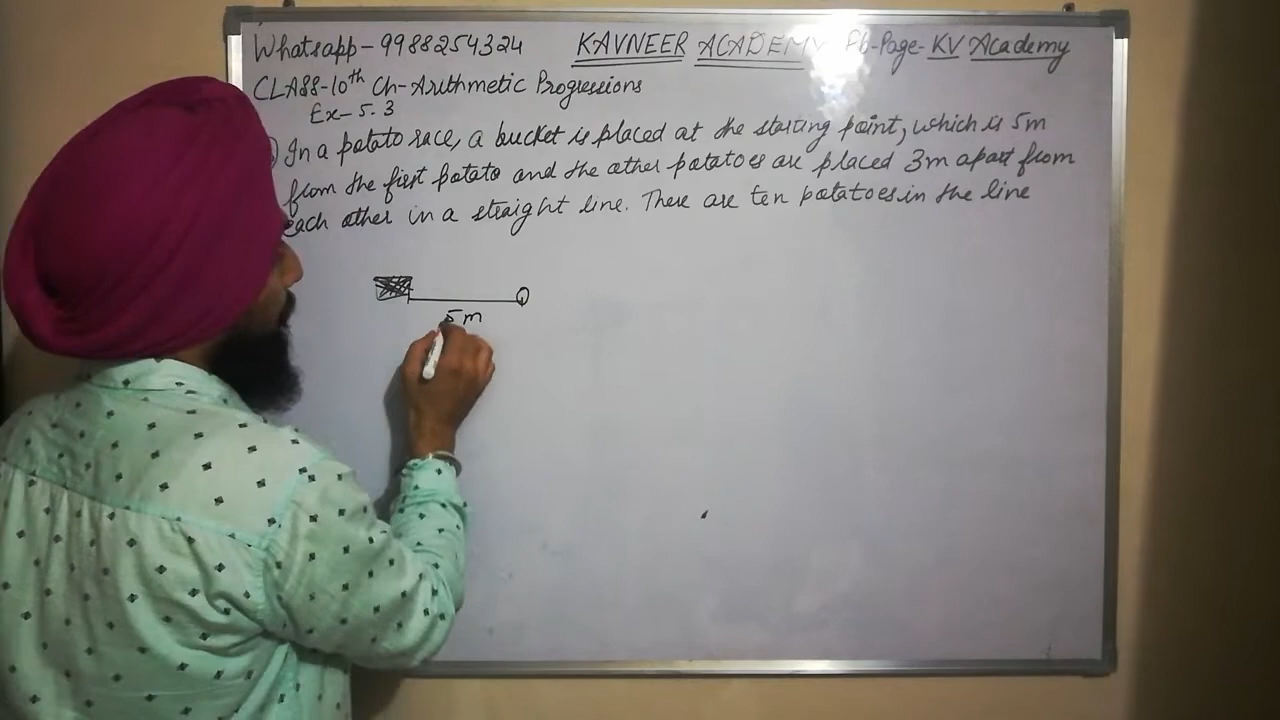 Whatsapp-9988254324 KAVNEER ACADEMY Fb-Page-KV Academy
CLASS-10th Ch-Arithmetic Progressions
Ex-5.3
In a potato race, a bucket is placed at the starting point, which is 5m
from the first potato and the other potatoes are placed 3m apart from
each other in a straight line. There are ten potatoes in the line
5m